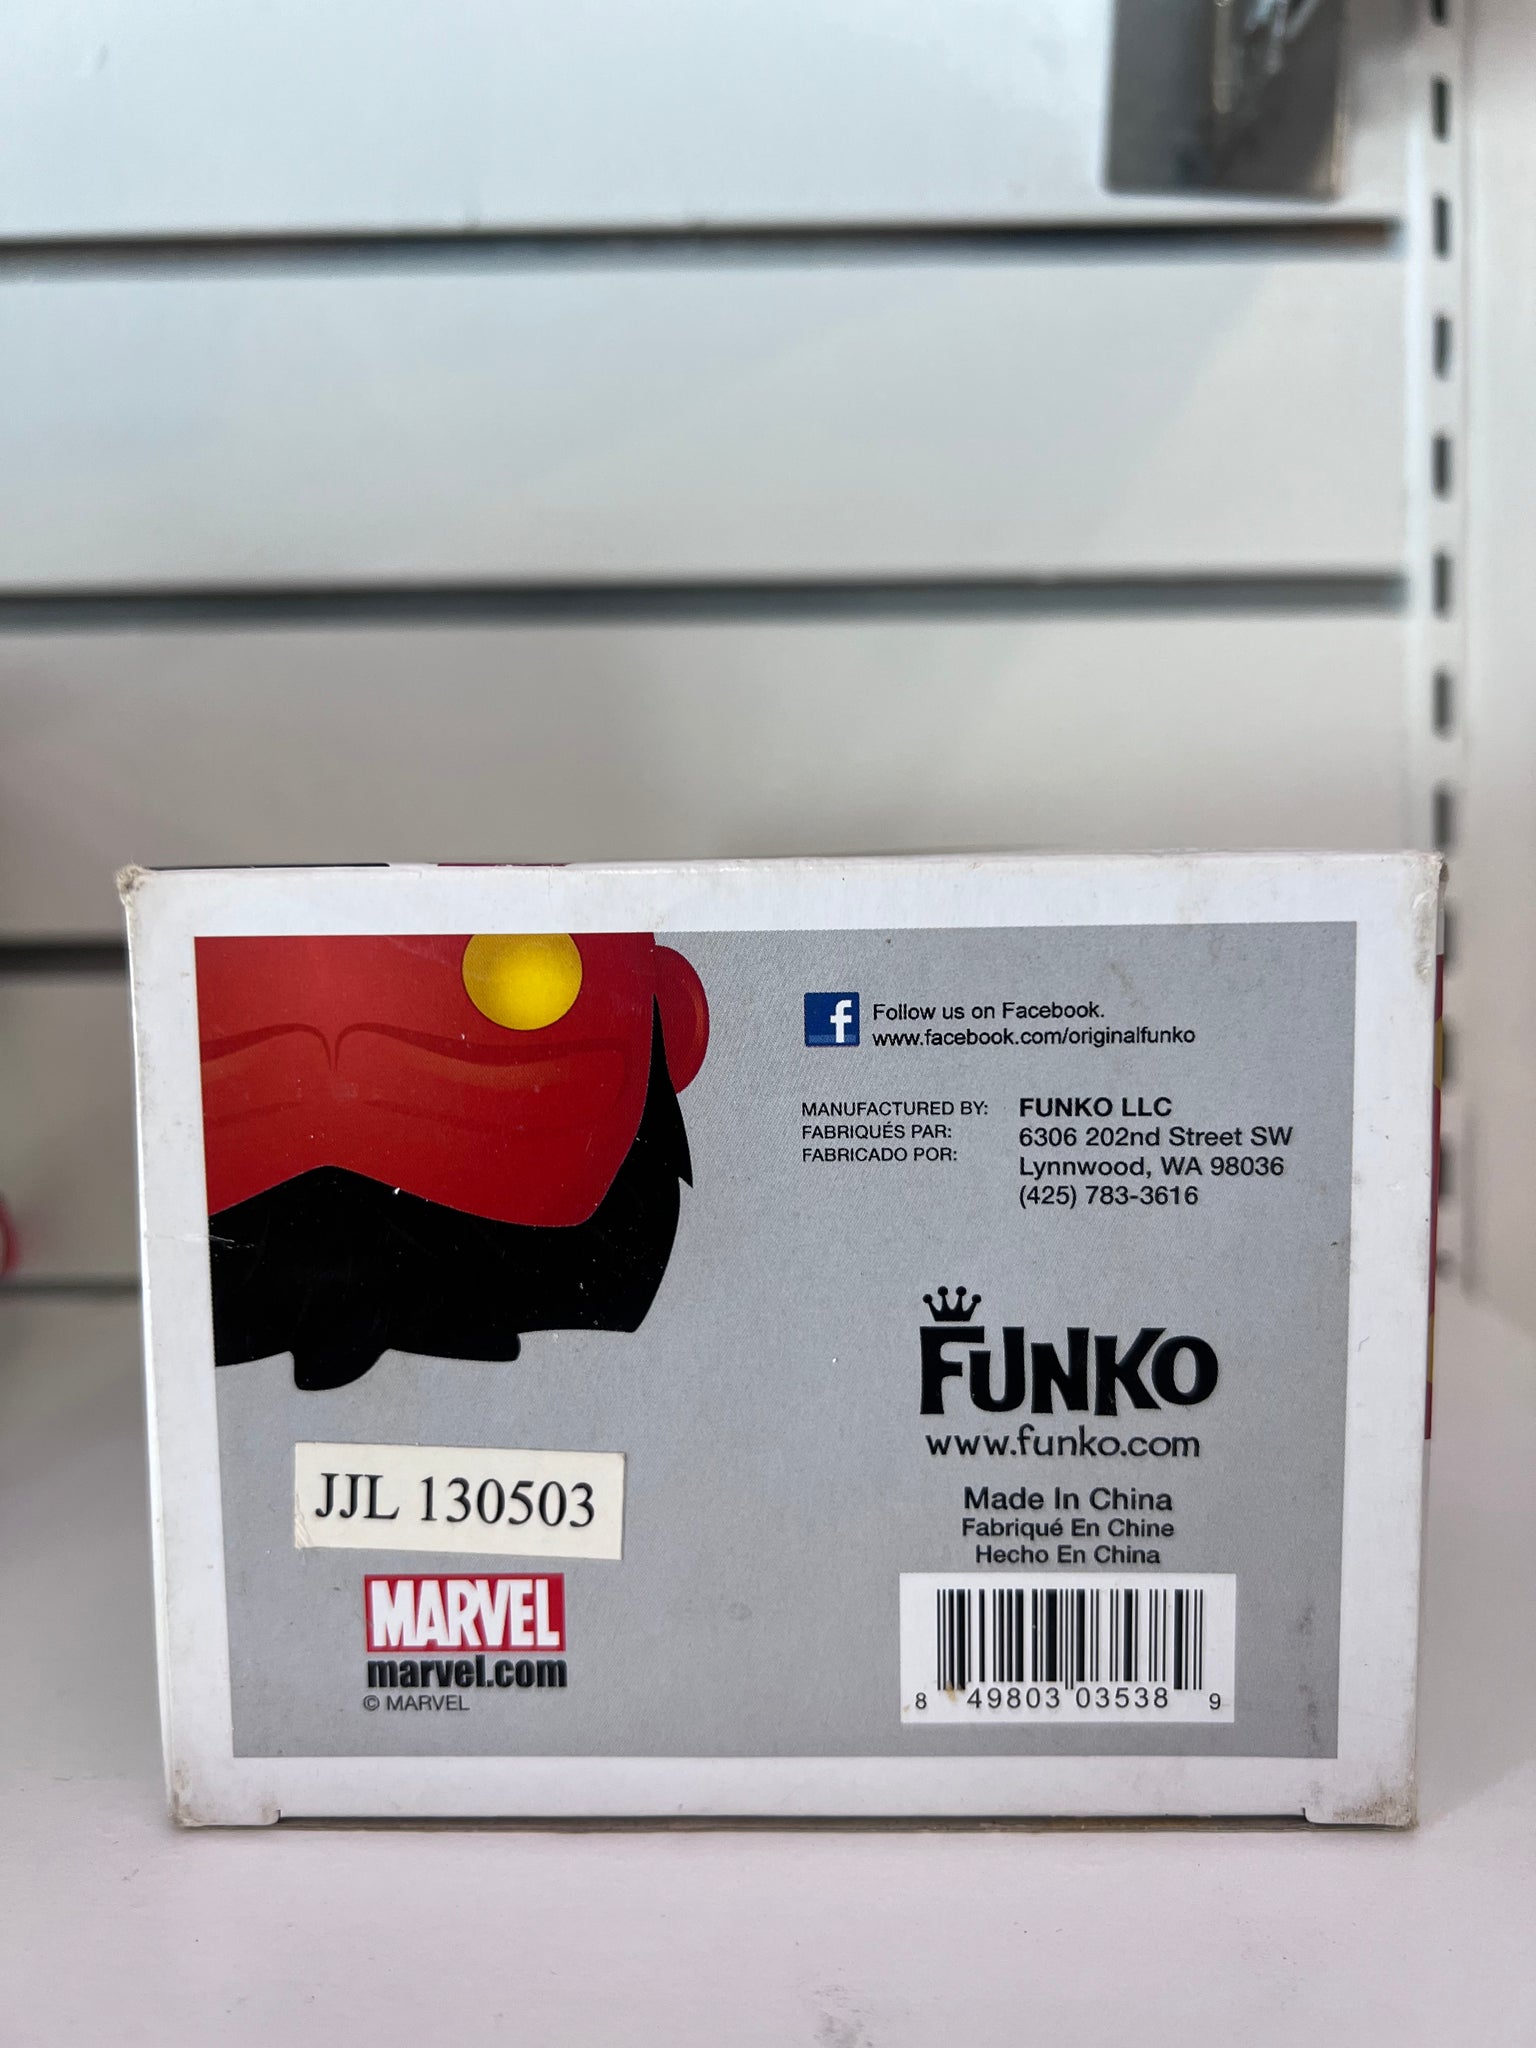 f Follow us on Facebook.
www.facebook.com/originalfunko
MANUFACTURED BY: FUNKO LLC
FABRIQUÉS PAR: 6306 202nd Street SW
FABRICADO POR: Lynnwood, WA 98036
(425) 783-3616
FUNKO
www.funko.com
JJL 130503
Made In China
Fabriqué En Chine
Hecho En China
MARVEL
marvel.com
© MARVEL
8 49803 03538 9